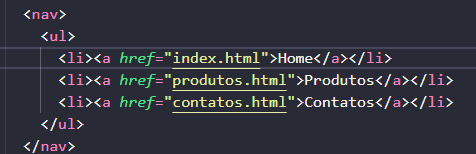 <nav>
<ul>
<li><a href="index.html">Home</a></li>
<li><a href="produtos.html">Produtos</a></li>
<li><a href="contatos.html">Contatos</a></li>
</ul>
</nav>